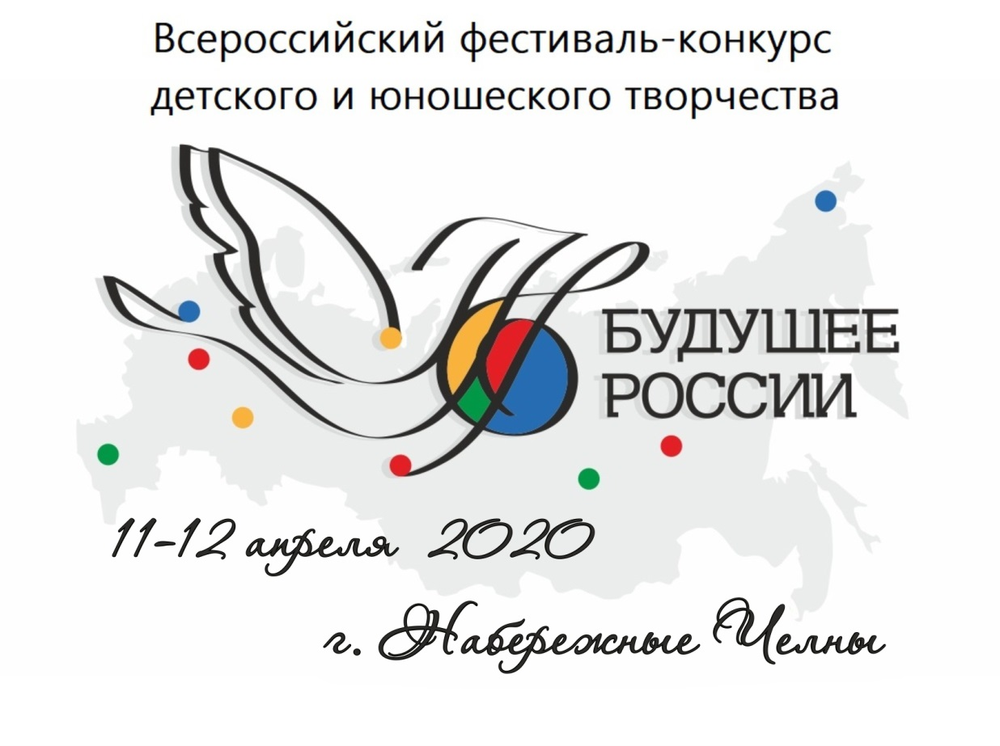 Всероссийский фестиваль-конкурс
детского и юношеского творчества
БУДУЩЕЕ
РОССИИ
11-12 апреля 2020
г. Набережные Челны